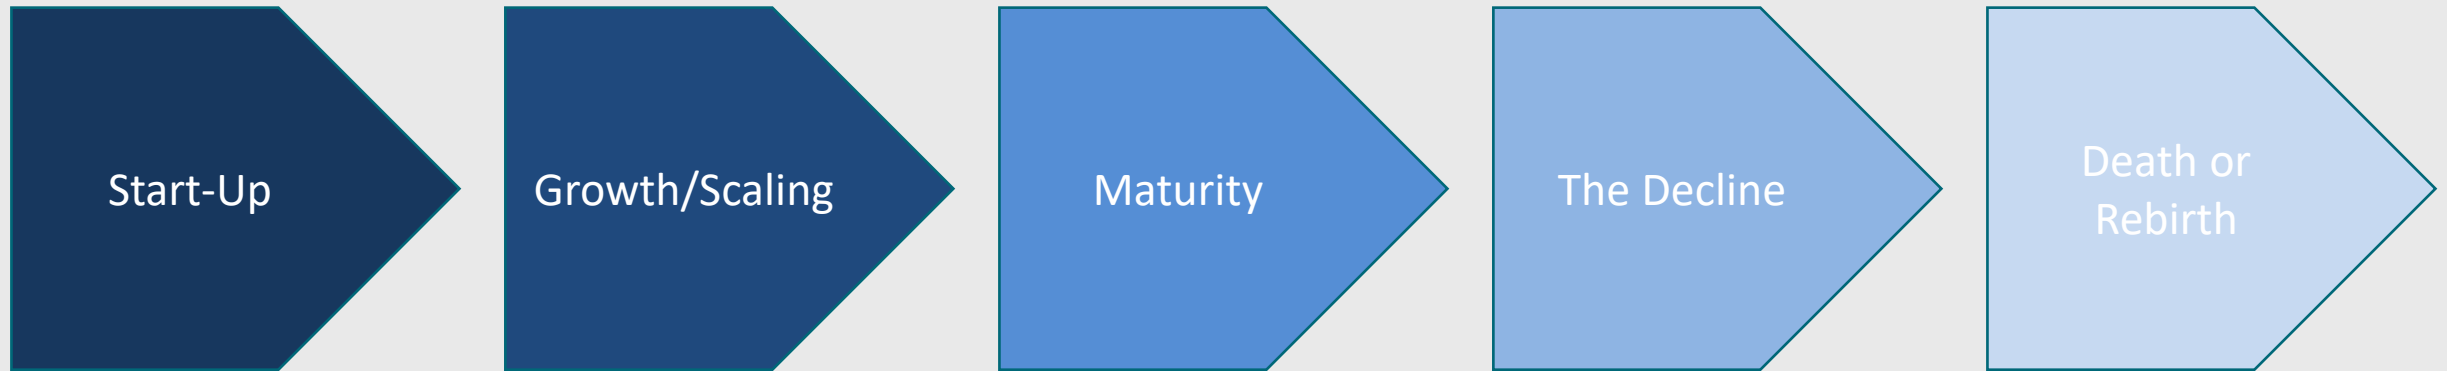 Start-Up
Growth/Scaling
Maturity
The Decline
Death or
Rebirth